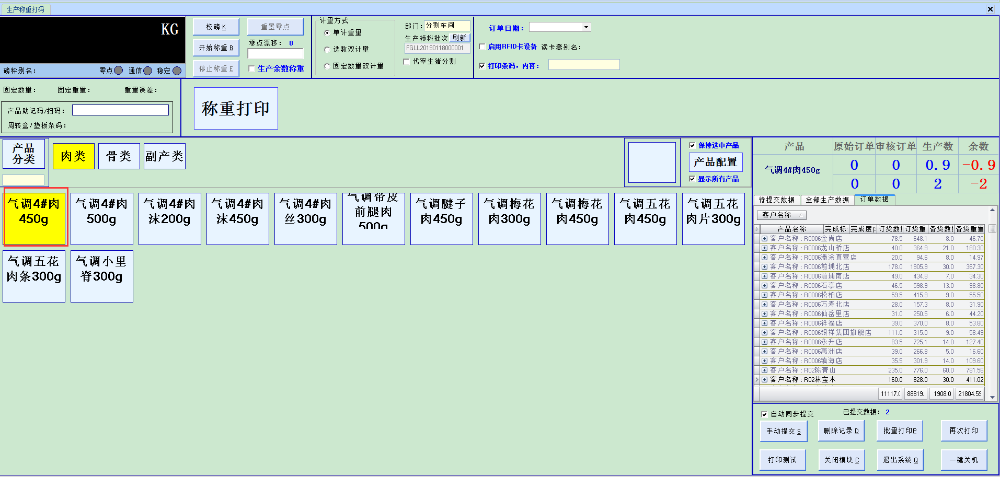 生产称重打码
KG
磅秤别名：
零点 通信 稳定
校磅 K
重置零点
开始称重 B
零点漂移： 0
停止称重 E
生产余数称重
计量方式
单计重量
选数双计量
固定数量双计量
部门： 分割车间
生产领料批次 刷新
FGLL20190118000001
代宰生猪分割
订单日期：
启用RFID卡设备 读卡器别名：
打印条码，内容：
固定数量： 固定重量： 重量误差：
产品助记码/扫码：
周转盒/垫板条码：
称重打印
产品
分类
肉类
骨类
副产类
保持选中产品
产品配置
显示所有产品
气调4#肉
450g
气调4#肉
500g
气调4#肉
沫200g
气调4#肉
沫450g
气调4#肉
丝300g
气调带皮
前腿肉
500g
气调腱子
肉450g
气调梅花
肉300g
气调梅花
肉450g
气调五花
肉450g
气调五花
肉片300g
气调五花
肉条300g
气调小里
脊300g
产品 原始订单 审核订单 生产数 余数
气调4#肉450g
0 0 0.9 -0.9
0 0 2 -2
待提交数据 全部生产数据 订单数据
客户名称
产品名称 完成标 完成度(: 订货数! 订货重 备货数! 备货重量
客户名称 : R0006金尚店 78.5 648.1 8.0 46.70
客户名称 : R0006龙山桥店 40.0 364.9 21.0 180.30
客户名称 : R0006潘涂直营店 20.0 94.6 8.0 14.97
客户名称 : R0006前埔北店 178.0 1905.9 30.0 367.30
客户名称 : R0006前埔南店 49.0 434.8 7.0 34.30
客户名称 : R0006石亭店 46.5 598.9 13.0 98.80
客户名称 : R0006松柏店 59.5 415.9 9.0 55.50
客户名称 : R0006万寿北店 28.0 157.3 8.0 31.90
客户名称 : R0006仙岳里店 31.0 250.5 6.0 44.20
客户名称 : R0006祥福店 39.0 370.0 8.0 53.80
客户名称 : R0006银祥集团旗舰店 111.0 315.0 9.0 58.49
客户名称 : R0006永升店 83.5 725.1 14.0 127.40
客户名称 : R0006禹洲店 39.0 266.8 5.0 16.60
客户名称 : R0006镇海店 35.5 301.9 14.0 109.60
客户名称 : R02陈青山 235.0 776.0 60.0 781.56
客户名称 : R02林宝木 160.0 828.0 30.0 411.02
11117.( 88819. 1908.0 21804.59
自动同步提交 已提交数据： 2
手动提交 S 删除记录 D 批量打印P 再次打印
打印测试 关闭模块 C 退出系统 Q 一键关机